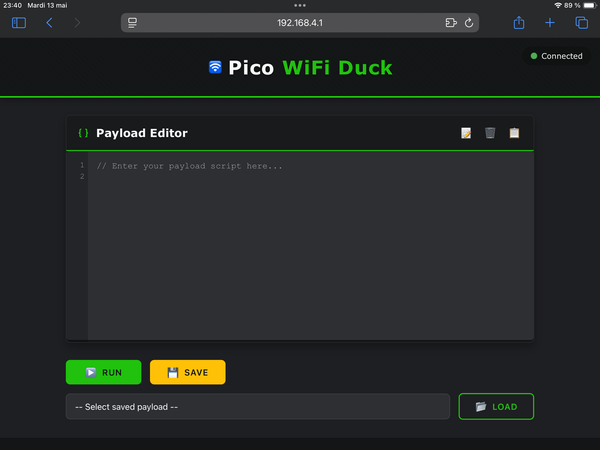 23:40 Mardi 13 mai
89 %
192.168.4.1
Connected
Pico WiFi Duck
{ } Payload Editor
1 // Enter your payload script here...
2
RUN
SAVE
-- Select saved payload --
LOAD